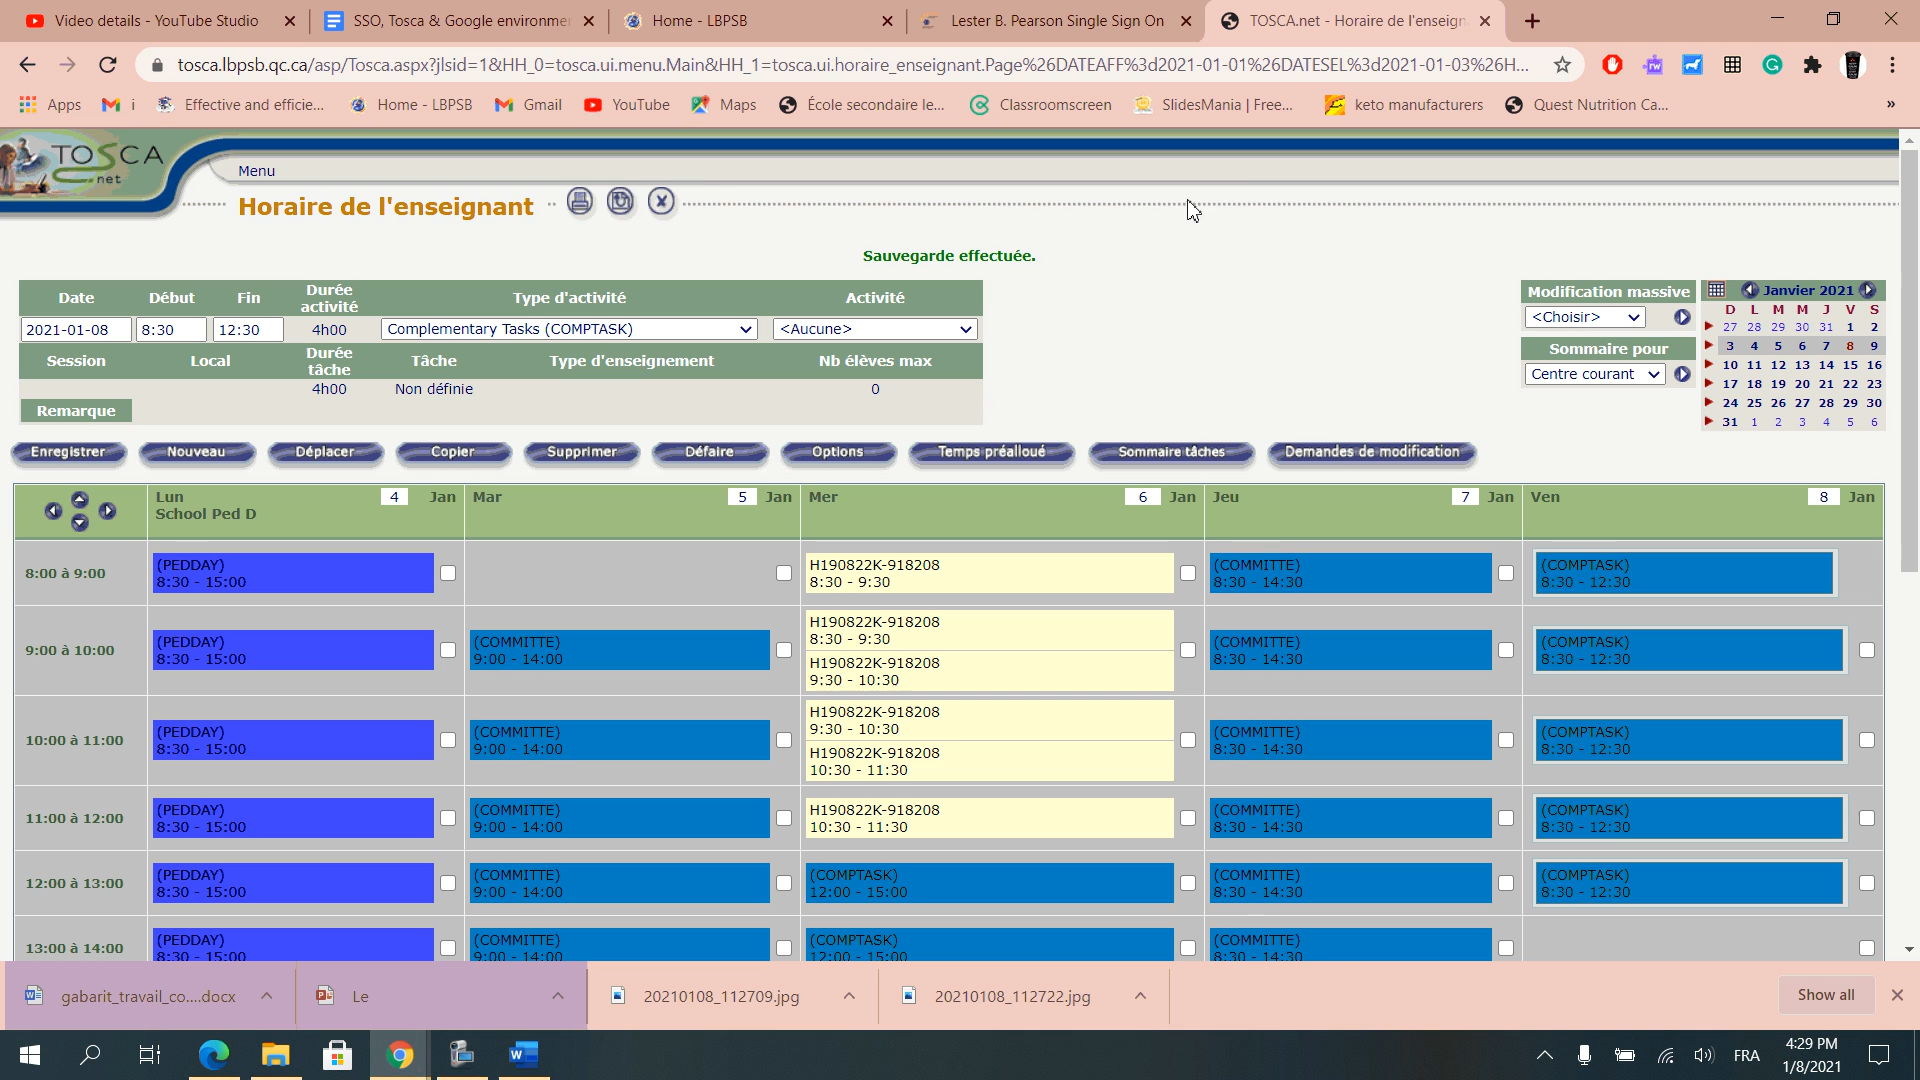 Video details - YouTube Studio
SSO, Tosca & Google environme
Home - LBPSB
Lester B. Pearson Single Sign On
TOSCA.net - Horaire de l'enseign
tosca.lbpsb.qc.ca/asp/Tosca.aspx?jlsid=1&HH_0=tosca.ui.menu.Main&HH_1=tosca.ui.horaire_enseignant.Page%26DATEAFF%3d2021-01-01%26DATESEL%3d2021-01-03%26H...
Apps
i
Effective and efficie...
Home - LBPSB
Gmail
YouTube
Maps
École secondaire le...
Classroomscreen
SlidesMania | Free...
keto manufacturers
Quest Nutrition Ca...
»
TOSCA
.net
Menu
Horaire de l'enseignant
Sauvegarde effectuée.
Date Début Fin Durée activité Type d'activité Activité
2021-01-08 8:30 12:30 4h00 Complementary Tasks (COMPTASK) <Aucune>
Session Local Durée tâche Tâche Type d'enseignement Nb élèves max
4h00 Non définie 0
Remarque
Modification massive
<Choisir>
Sommaire pour
Centre courant
Janvier 2021
D L M M J V S
27 28 29 30 31 1 2
3 4 5 6 7 8 9
10 11 12 13 14 15 16
17 18 19 20 21 22 23
24 25 26 27 28 29 30
31 1 2 3 4 5 6
Enregistrer Nouveau Déplacer Copier Supprimer Défaire Options Temps préalloué Sommaire tâches Demandes de modification
Lun 4 Jan Mar 5 Jan Mer 6 Jan Jeu 7 Jan Ven 8 Jan
School Ped D
8:00 à 9:00
(PEDDAY)
8:30 - 15:00
H190822K-918208
8:30 - 9:30
(COMMITTE)
8:30 - 14:30
(COMPTASK)
8:30 - 12:30
9:00 à 10:00
(PEDDAY)
8:30 - 15:00
(COMMITTE)
9:00 - 14:00
H190822K-918208
8:30 - 9:30
H190822K-918208
9:30 - 10:30
(COMMITTE)
8:30 - 14:30
(COMPTASK)
8:30 - 12:30
10:00 à 11:00
(PEDDAY)
8:30 - 15:00
(COMMITTE)
9:00 - 14:00
H190822K-918208
9:30 - 10:30
H190822K-918208
10:30 - 11:30
(COMMITTE)
8:30 - 14:30
(COMPTASK)
8:30 - 12:30
11:00 à 12:00
(PEDDAY)
8:30 - 15:00
(COMMITTE)
9:00 - 14:00
H190822K-918208
10:30 - 11:30
(COMMITTE)
8:30 - 14:30
(COMPTASK)
8:30 - 12:30
12:00 à 13:00
(PEDDAY)
8:30 - 15:00
(COMMITTE)
9:00 - 14:00
(COMPTASK)
12:00 - 15:00
(COMMITTE)
8:30 - 14:30
(COMPTASK)
8:30 - 12:30
13:00 à 14:00
(PEDDAY)
8:30 - 15:00
(COMMITTE)
9:00 - 14:00
(COMPTASK)
12:00 - 15:00
(COMMITTE)
8:30 - 14:30
gabarit_travail_co....docx
Le
20210108_112709.jpg
20210108_112722.jpg
Show all
FRA
4:29 PM
1/8/2021